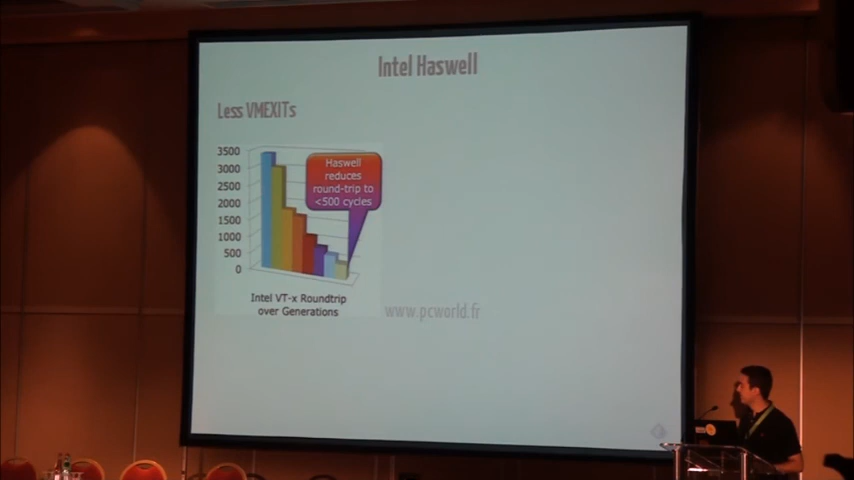 Intel Haswell
Less VMEXITs
3500
3000
2500
2000
1500
1000
500
0
Haswell
reduces
round-trip to
<500 cycles
Intel VT-x Roundtrip
over Generations
www.pcworld.fr